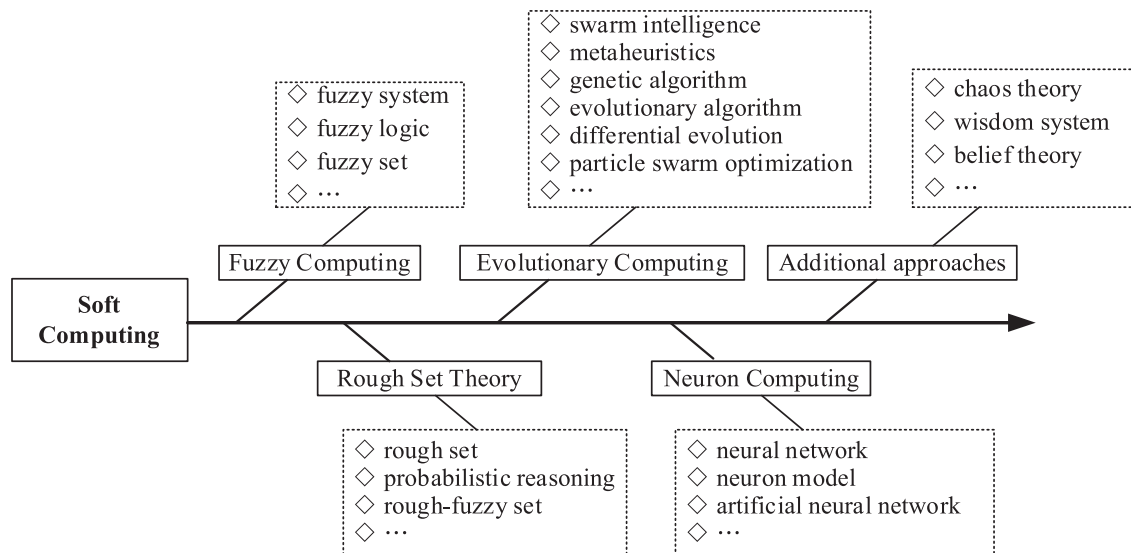 ◇ swarm intelligence
◇ metaheuristics
◇ genetic algorithm
◇ evolutionary algorithm
◇ differential evolution
◇ particle swarm optimization
◇ …
◇ fuzzy system
◇ fuzzy logic
◇ fuzzy set
◇ …
◇ chaos theory
◇ wisdom system
◇ belief theory
◇ …
Fuzzy Computing
Evolutionary Computing
Additional approaches
Soft
Computing
Rough Set Theory
Neuron Computing
◇ rough set
◇ probabilistic reasoning
◇ rough-fuzzy set
◇ …
◇ neural network
◇ neuron model
◇ artificial neural network
◇ …